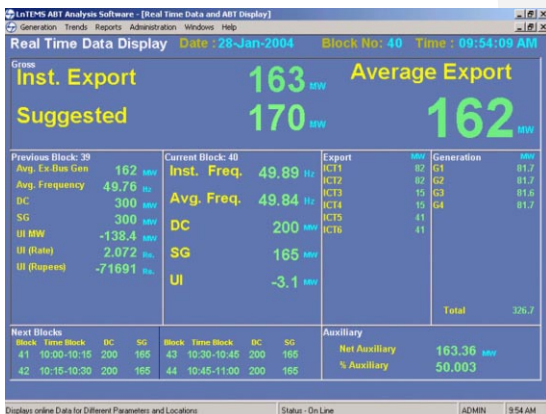 LnTEMS ABT Analysis Software - [Real Time Data and ABT Display]
Generation Trends Reports Administration Windows Help
Real Time Data Display Date : 28-Jan-2004 Block No: 40 Time : 09:54:09 AM
Gross
Inst. Export 163 MW Average Export
Suggested 170 MW 162 MW
Previous Block: 39
Avg. Ex-Bus Gen 162 MW
Avg. Frequency 49.76 Hz
DC 300 MW
SG 300 MW
UI MW -138.4 MW
UI (Rate) 2.072 Rs.
UI (Rupees) -71691 Rs.
Current Block: 40
Inst. Freq. 49.89 Hz
Avg. Freq. 49.84 Hz
DC 200 MW
SG 165 MW
UI -3.1 MW
Export MW
ICT1 82
ICT2 82
ICT3 15
ICT4 15
ICT5 41
ICT6 41
Generation MW
G1 81.7
G2 81.7
G3 81.6
G4 81.7
Total 326.7
Next Blocks
Block Time Block DC SG Block Time Block DC SG
41 10:00-10:15 200 165 43 10:30-10:45 200 165
42 10:15-10:30 200 165 44 10:45-11:00 200 165
Auxiliary
Net Auxiliary 163.36 MW
% Auxiliary 50.003
Displays online Data for Different Parameters and Locations Status - On Line ADMIN 9:54 AM